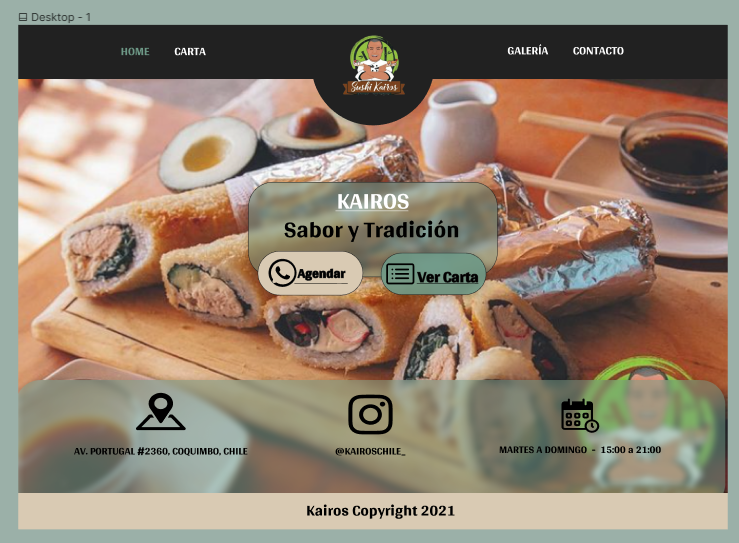 Desktop - 1
HOME CARTA GALERÍA CONTACTO
Sushi Kairos
KAIROS
Sabor y Tradición
Agendar Ver Carta
AV. PORTUGAL #2360, COQUIMBO, CHILE @KAIROSCHILE_ MARTES A DOMINGO - 15:00 a 21:00
Kairos Copyright 2021